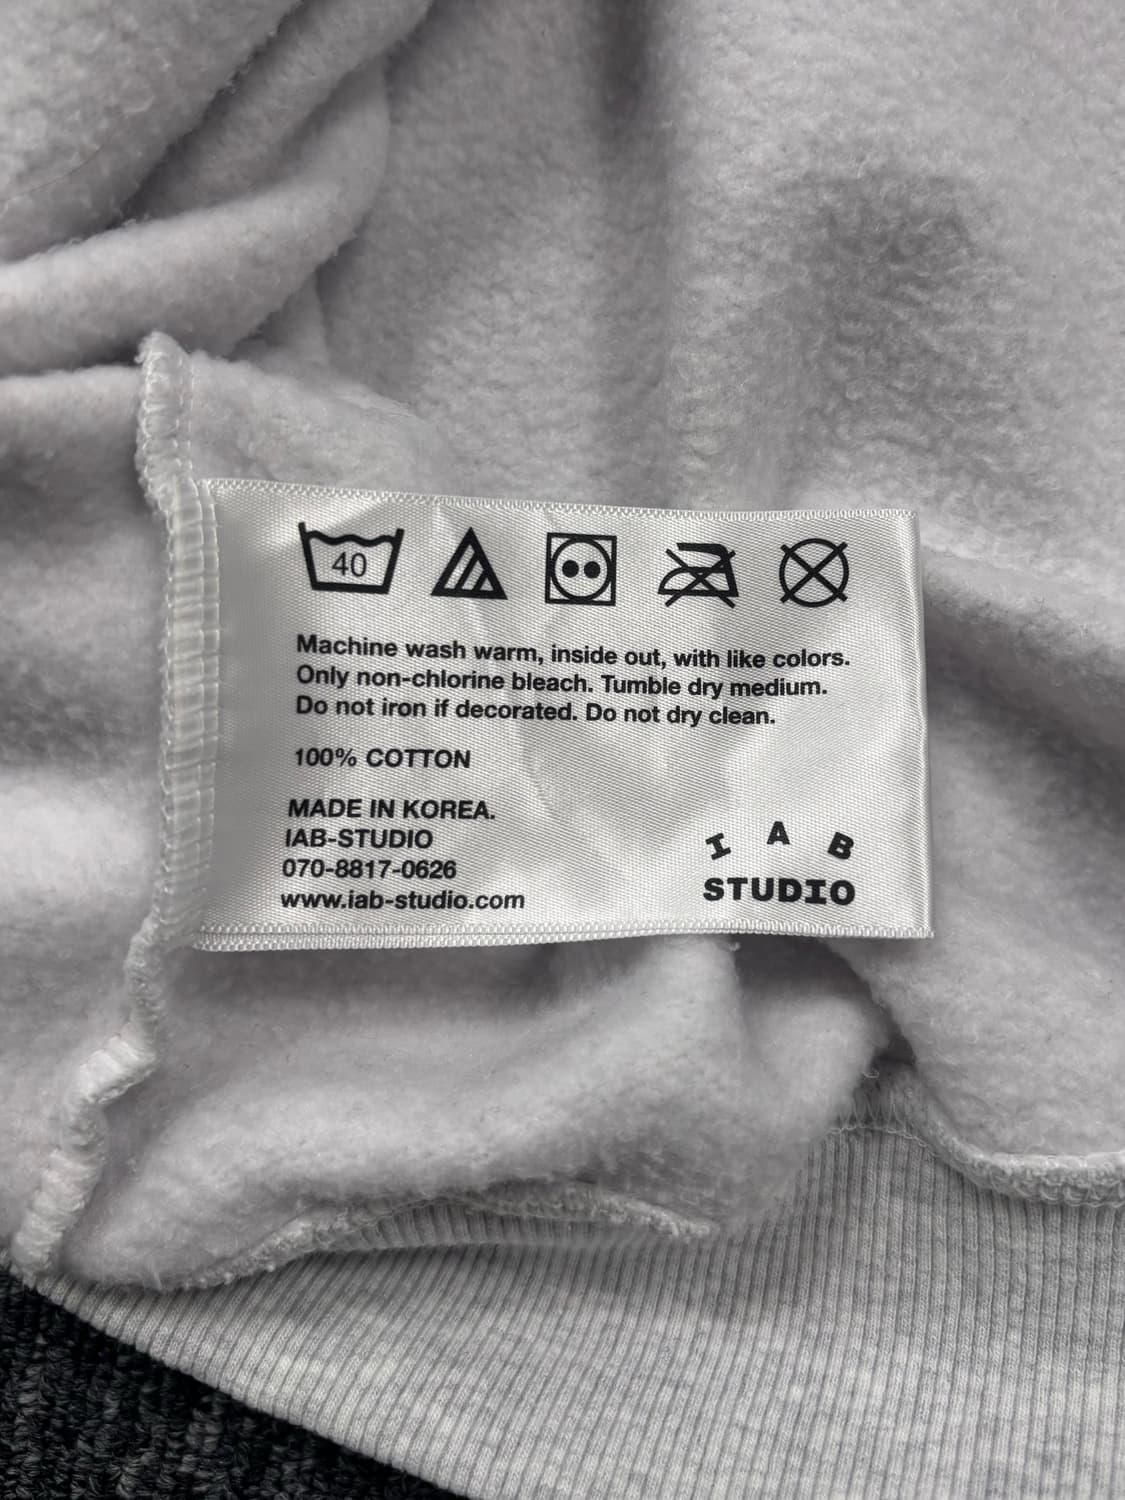 40
Machine wash warm, inside out, with like colors.
Only non-chlorine bleach. Tumble dry medium.
Do not iron if decorated. Do not dry clean.
100% COTTON
MADE IN KOREA.
IAB-STUDIO
070-8817-0626
www.iab-studio.com
I A B
STUDIO